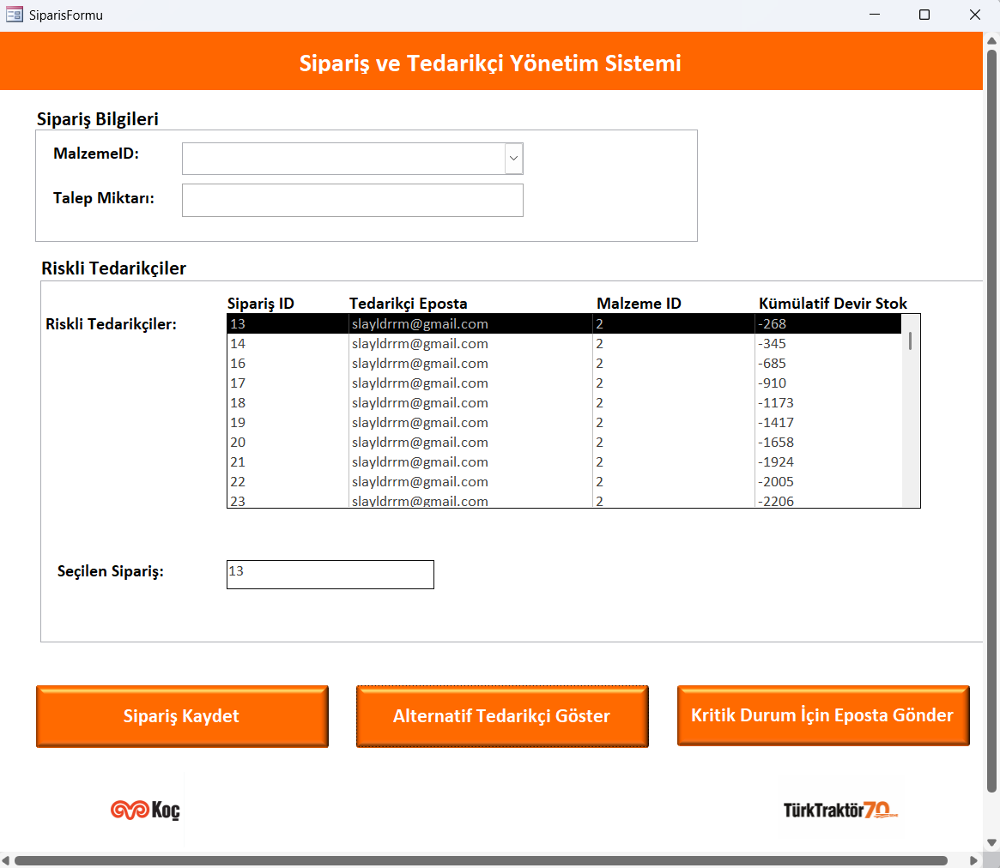 SiparisFormu
Sipariş ve Tedarikçi Yönetim Sistemi
Sipariş Bilgileri
MalzemeID:
Talep Miktarı:
Riskli Tedarikçiler
Sipariş ID Tedarikçi Eposta Malzeme ID Kümülatif Devir Stok
Riskli Tedarikçiler:
13 slayldrrm@gmail.com 2 -268
14 slayldrrm@gmail.com 2 -345
16 slayldrrm@gmail.com 2 -685
17 slayldrrm@gmail.com 2 -910
18 slayldrrm@gmail.com 2 -1173
19 slayldrrm@gmail.com 2 -1417
20 slayldrrm@gmail.com 2 -1658
21 slayldrrm@gmail.com 2 -1924
22 slayldrrm@gmail.com 2 -2005
23 slayldrrm@gmail.com 2 -2206
Seçilen Sipariş: 13
Sipariş Kaydet
Alternatif Tedarikçi Göster
Kritik Durum İçin Eposta Gönder
Koç
TürkTraktör 70